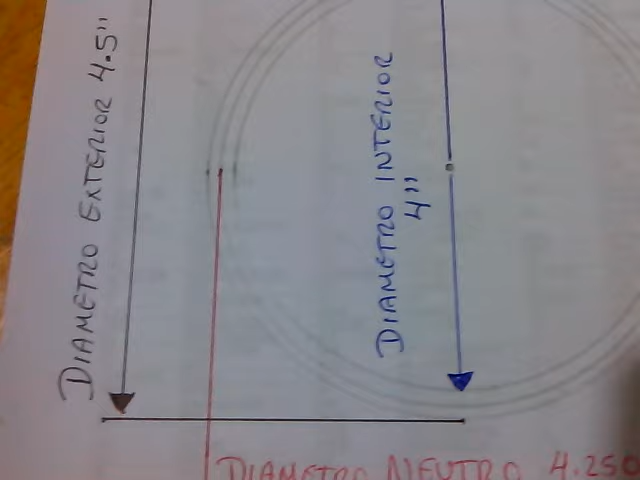 DIAMETRO EXTERIOR 4.5"
DIAMETRO INTERIOR
4"
DIAMETRO NEUTRO 4.250